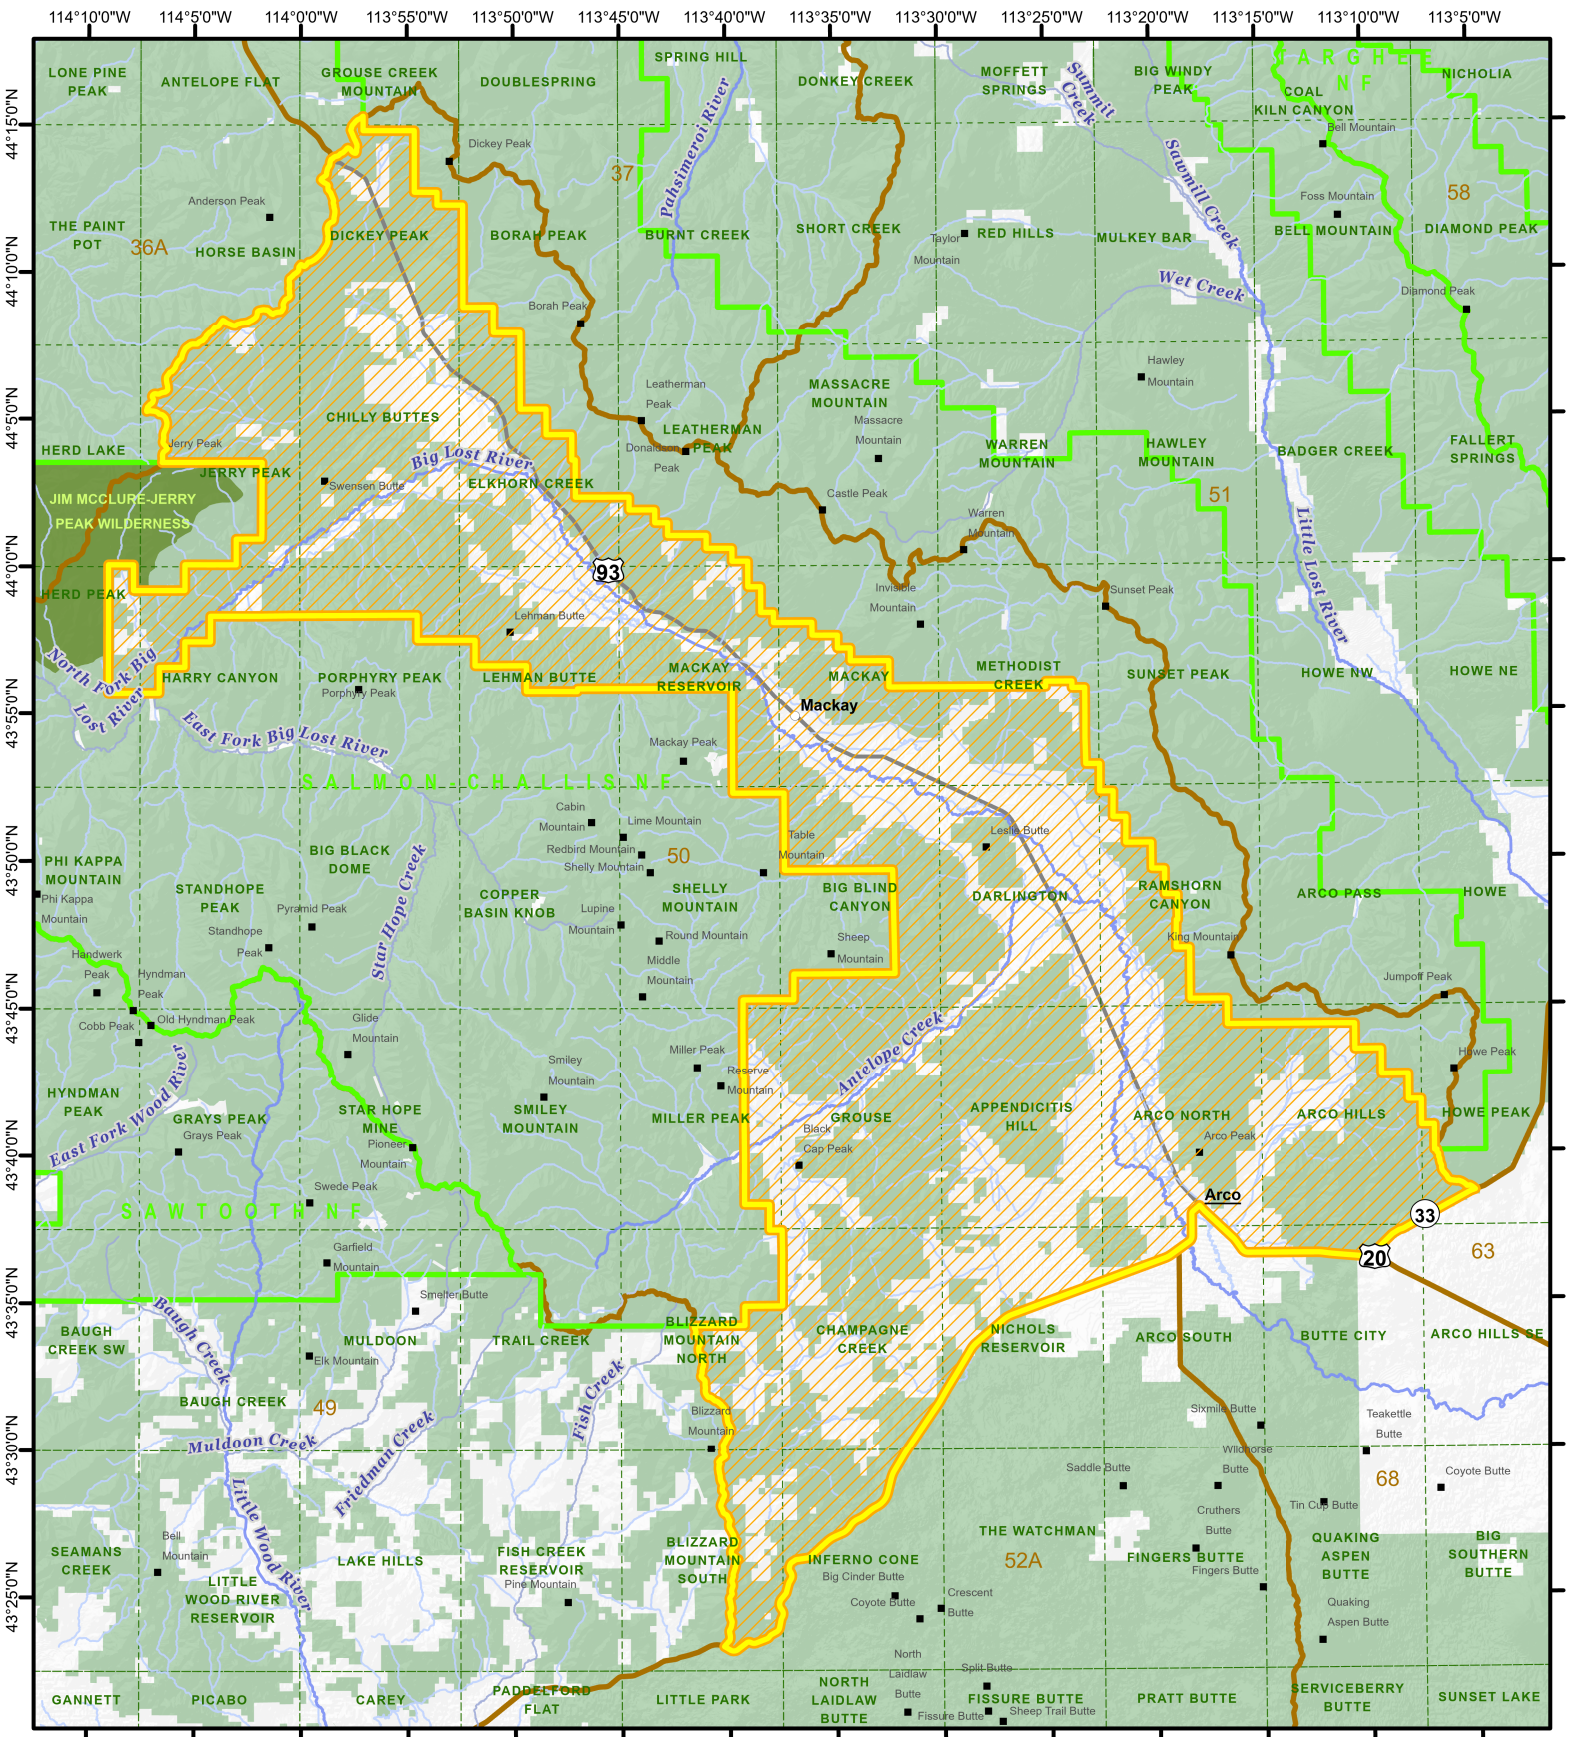 114°10'0"W 114°5'0"W 114°0'0"W 113°55'0"W 113°50'0"W 113°45'0"W 113°40'0"W 113°35'0"W 113°30'0"W 113°25'0"W 113°20'0"W 113°15'0"W 113°10'0"W 113°5'0"W
44°15'0"N
44°10'0"N
44°5'0"N
44°0'0"N
43°55'0"N
43°50'0"N
43°45'0"N
43°40'0"N
43°35'0"N
43°30'0"N
43°25'0"N
LONE PINE
PEAK
ANTELOPE FLAT
GROUSE CREEK
MOUNTAIN
DOUBLESPRING
SPRING HILL
DONKEY CREEK
MOFFETT
SPRINGS
Summit
Creek
BIG WINDY
PEAK
TARGHEE
NF
COAL
KILN CANYON
NICHOLIA
Bell Mountain
Dickey Peak
37
Pahsimeroi River
Sawmill Creek
Anderson Peak
Foss Mountain
58
THE PAINT
POT
36A
HORSE BASIN
DICKEY PEAK
BORAH PEAK
BURNT CREEK
SHORT CREEK
Taylor
Mountain
RED HILLS
MULKEY BAR
BELL MOUNTAIN
DIAMOND PEAK
Wet Creek
Diamond Peak
Borah Peak
Hawley
Mountain
Leatherman
Peak
MASSACRE
MOUNTAIN
CHILLY BUTTES
Massacre
Mountain
LEATHERMAN
PEAK
Donaldson
Peak
HERD LAKE
Jerry Peak
JERRY PEAK
Big Lost River
ELKHORN CREEK
WARREN
MOUNTAIN
HAWLEY
MOUNTAIN
BADGER CREEK
FALLERT
SPRINGS
JIM MCCLURE-JERRY
PEAK WILDERNESS
Swensen Butte
Castle Peak
51
Warren
Mountain
Little Lost River
93
HERD PEAK
Invisible
Mountain
Sunset Peak
Lehman Butte
North Fork Big
Lost River
HARRY CANYON
PORPHYRY PEAK
Porphyry Peak
LEHMAN BUTTE
MACKAY
RESERVOIR
MACKAY
METHODIST
CREEK
SUNSET PEAK
HOWE NW
HOWE NE
Mackay
East Fork Big Lost River
Mackay Peak
SALMON-CHALLIS NF
Cabin
Mountain
Lime Mountain
Redbird Mountain
Shelly Mountain
50
Table
Mountain
Leslie Butte
PHI KAPPA
MOUNTAIN
Phi Kappa
Mountain
STANDHOPE
PEAK
BIG BLACK
DOME
Star Hope Creek
COPPER
BASIN KNOB
SHELLY
MOUNTAIN
BIG BLIND
CANYON
DARLINGTON
RAMSHORN
CANYON
ARCO PASS
HOWE
Pyramid Peak
Standhope
Peak
Lupine
Mountain
Round Mountain
Middle
Mountain
Sheep
Mountain
King Mountain
Jumpoff Peak
Handwerk
Peak
Hyndman
Peak
Cobb Peak
Old Hyndman Peak
Glide
Mountain
Smiley
Mountain
Miller Peak
Reserve
Mountain
Antelope Creek
Howe Peak
HYNDMAN
PEAK
East Fork Wood River
GRAYS PEAK
Grays Peak
STAR HOPE
MINE
Pioneer
Mountain
SMILEY
MOUNTAIN
MILLER PEAK
GROUSE
Black
Cap Peak
APPENDICITIS
HILL
ARCO NORTH
Arco Peak
ARCO HILLS
HOWE PEAK
Swede Peak
SAWTOOTH NF
Arco
33
20
63
Garfield
Mountain
Smelter Butte
BAUGH
CREEK SW
Baugh Creek
MULDOON
Elk Mountain
TRAIL CREEK
BLIZZARD
MOUNTAIN
NORTH
CHAMPAGNE
CREEK
NICHOLS
RESERVOIR
ARCO SOUTH
BUTTE CITY
ARCO HILLS SE
BAUGH CREEK
49
Fish Creek
Blizzard
Mountain
Sixmile Butte
Teakettle
Butte
Muldoon Creek
Friedman Creek
Saddle Butte
Wildhorse
Butte
68
Coyote Butte
Little Wood River
Cruthers
Butte
Tin Cup Butte
Bell
Mountain
SEAMANS
CREEK
LITTLE
WOOD RIVER
RESERVOIR
LAKE HILLS
FISH CREEK
RESERVOIR
Pine Mountain
BLIZZARD
MOUNTAIN
SOUTH
INFERNO CONE
Big Cinder Butte
Coyote Butte
Crescent
Butte
THE WATCHMAN
52A
FINGERS BUTTE
Fingers Butte
QUAKING
ASPEN
BUTTE
BIG
SOUTHERN
BUTTE
Quaking
Aspen Butte
North
Laidlaw
Butte
Split Butte
GANNETT
PICABO
CAREY
PADDELFORD
FLAT
LITTLE PARK
NORTH
LAIDLAW
BUTTE
Fissure Butte
FISSURE BUTTE
Sheep Trail Butte
PRATT BUTTE
SERVICEBERRY
BUTTE
SUNSET LAKE